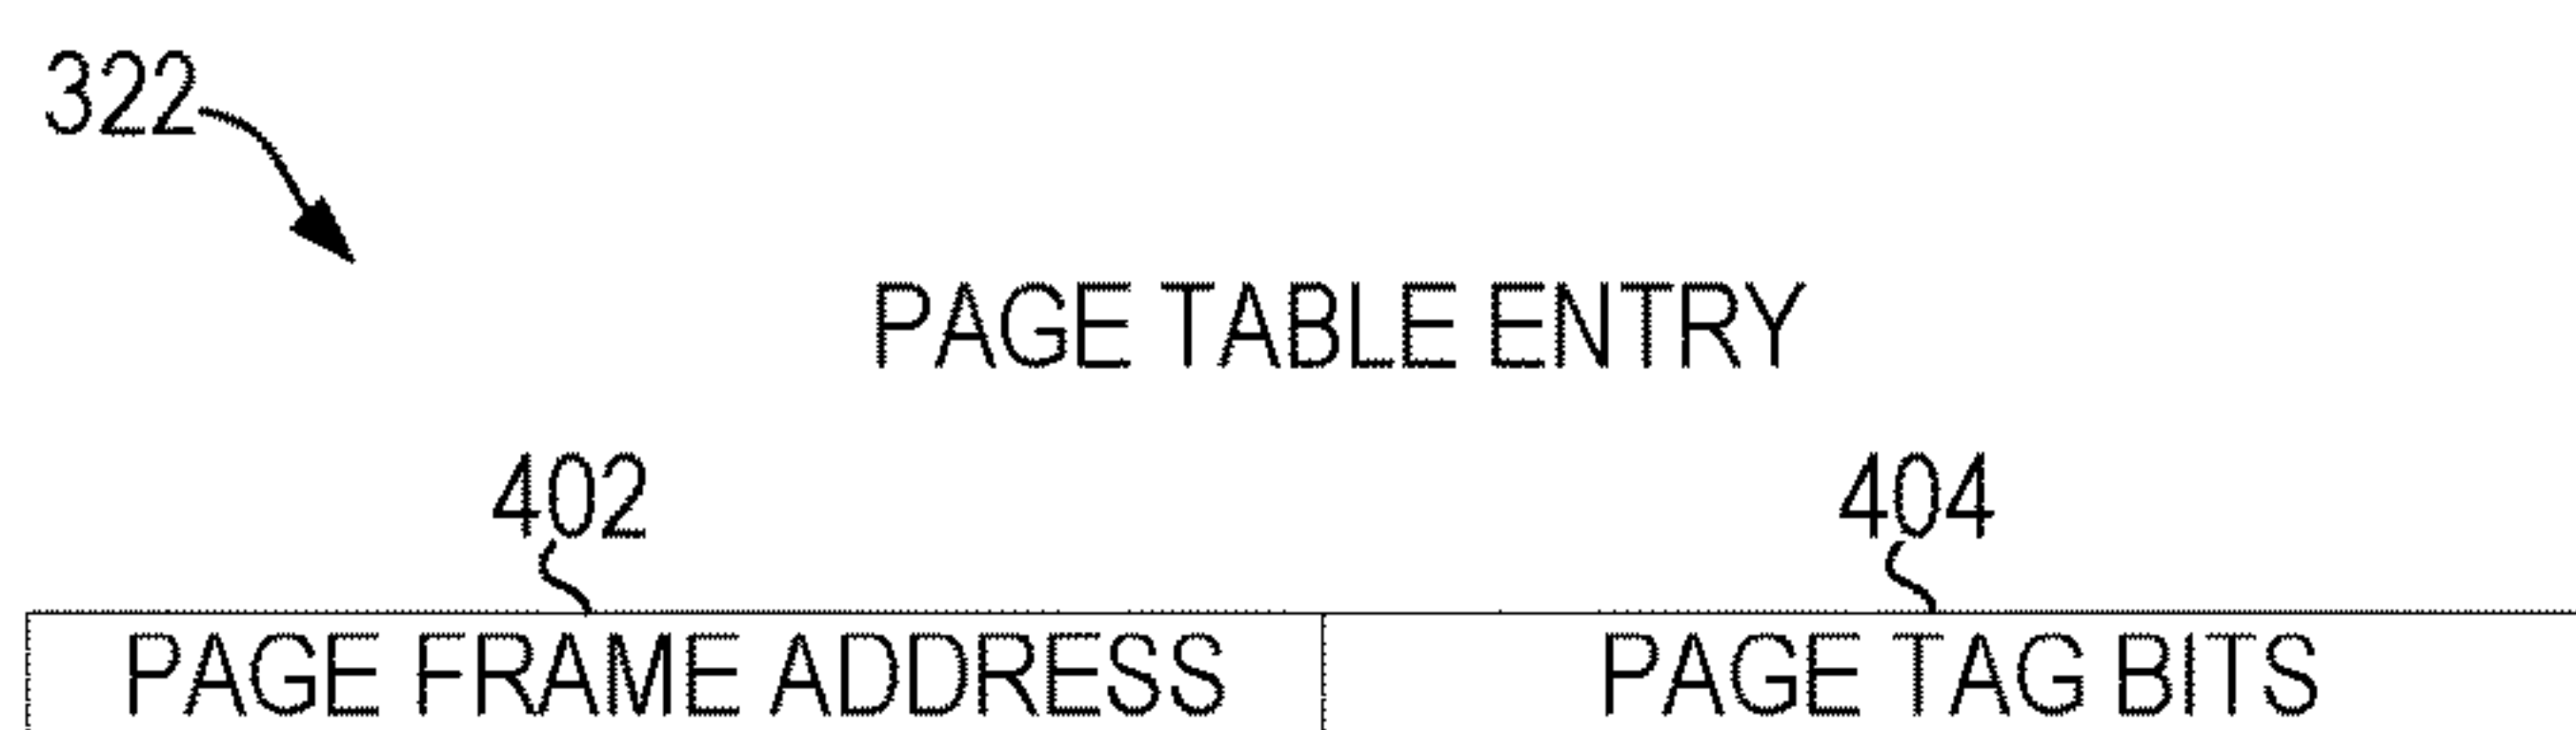 322
PAGE TABLE ENTRY
402 404
PAGE FRAME ADDRESS PAGE TAG BITS